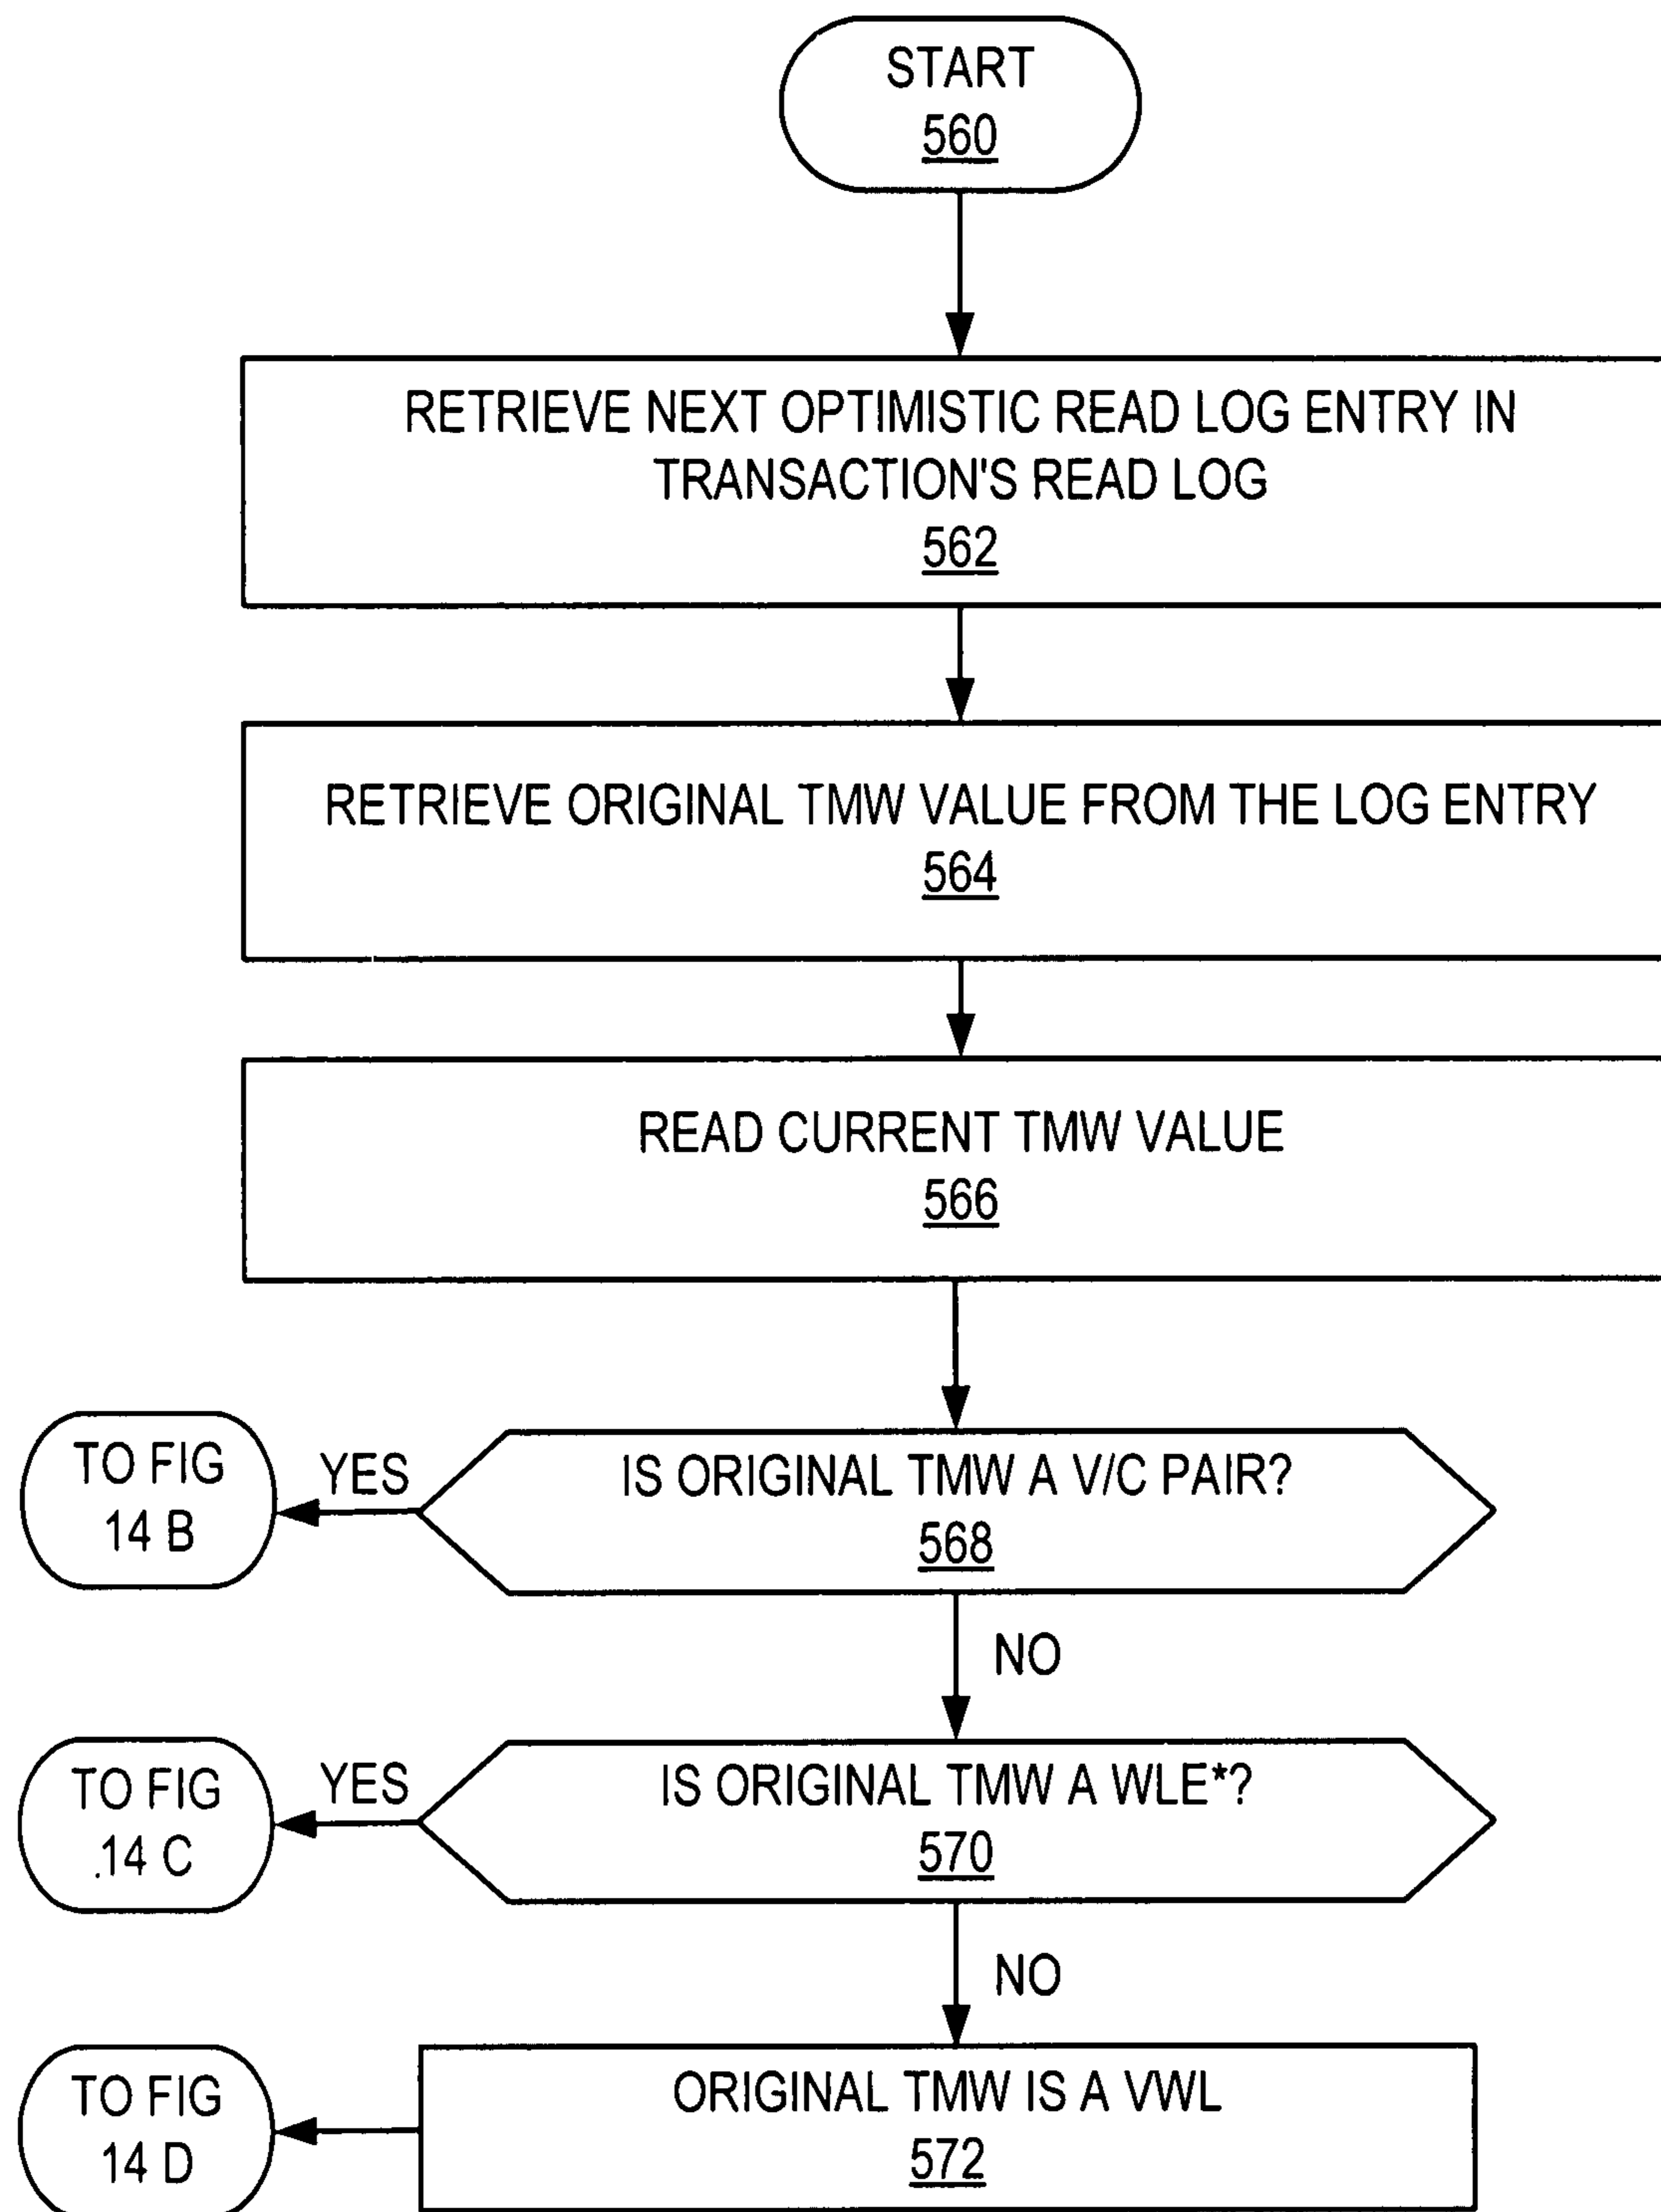 START
560
RETRIEVE NEXT OPTIMISTIC READ LOG ENTRY IN
TRANSACTION'S READ LOG
562
RETRIEVE ORIGINAL TMW VALUE FROM THE LOG ENTRY
564
READ CURRENT TMW VALUE
566
IS ORIGINAL TMW A V/C PAIR?
568
YES
TO FIG
14 B
NO
IS ORIGINAL TMW A WLE*?
570
YES
TO FIG
.14 C
NO
ORIGINAL TMW IS A VWL
572
TO FIG
14 D